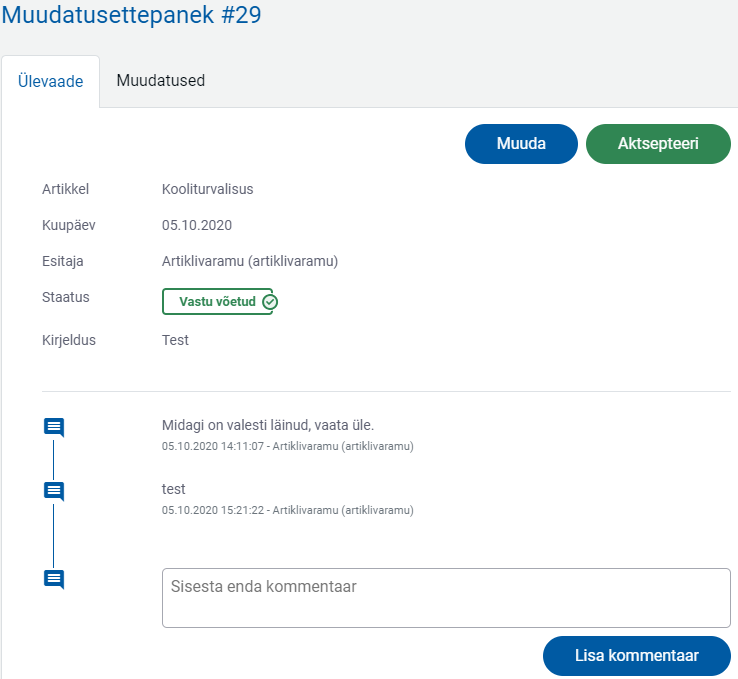 Muudatusettepanek #29
Ülevaade Muudatused
Muuda Aktsepteeri
Artikkel Kooliturvalisus
Kuupäev 05.10.2020
Esitaja Artiklivaramu (artiklivaramu)
Staatus Vastu võetud
Kirjeldus Test
Midagi on valesti läinud, vaata üle.
05.10.2020 14:11:07 - Artiklivaramu (artiklivaramu)
test
05.10.2020 15:21:22 - Artiklivaramu (artiklivaramu)
Sisesta enda kommentaar
Lisa kommentaar